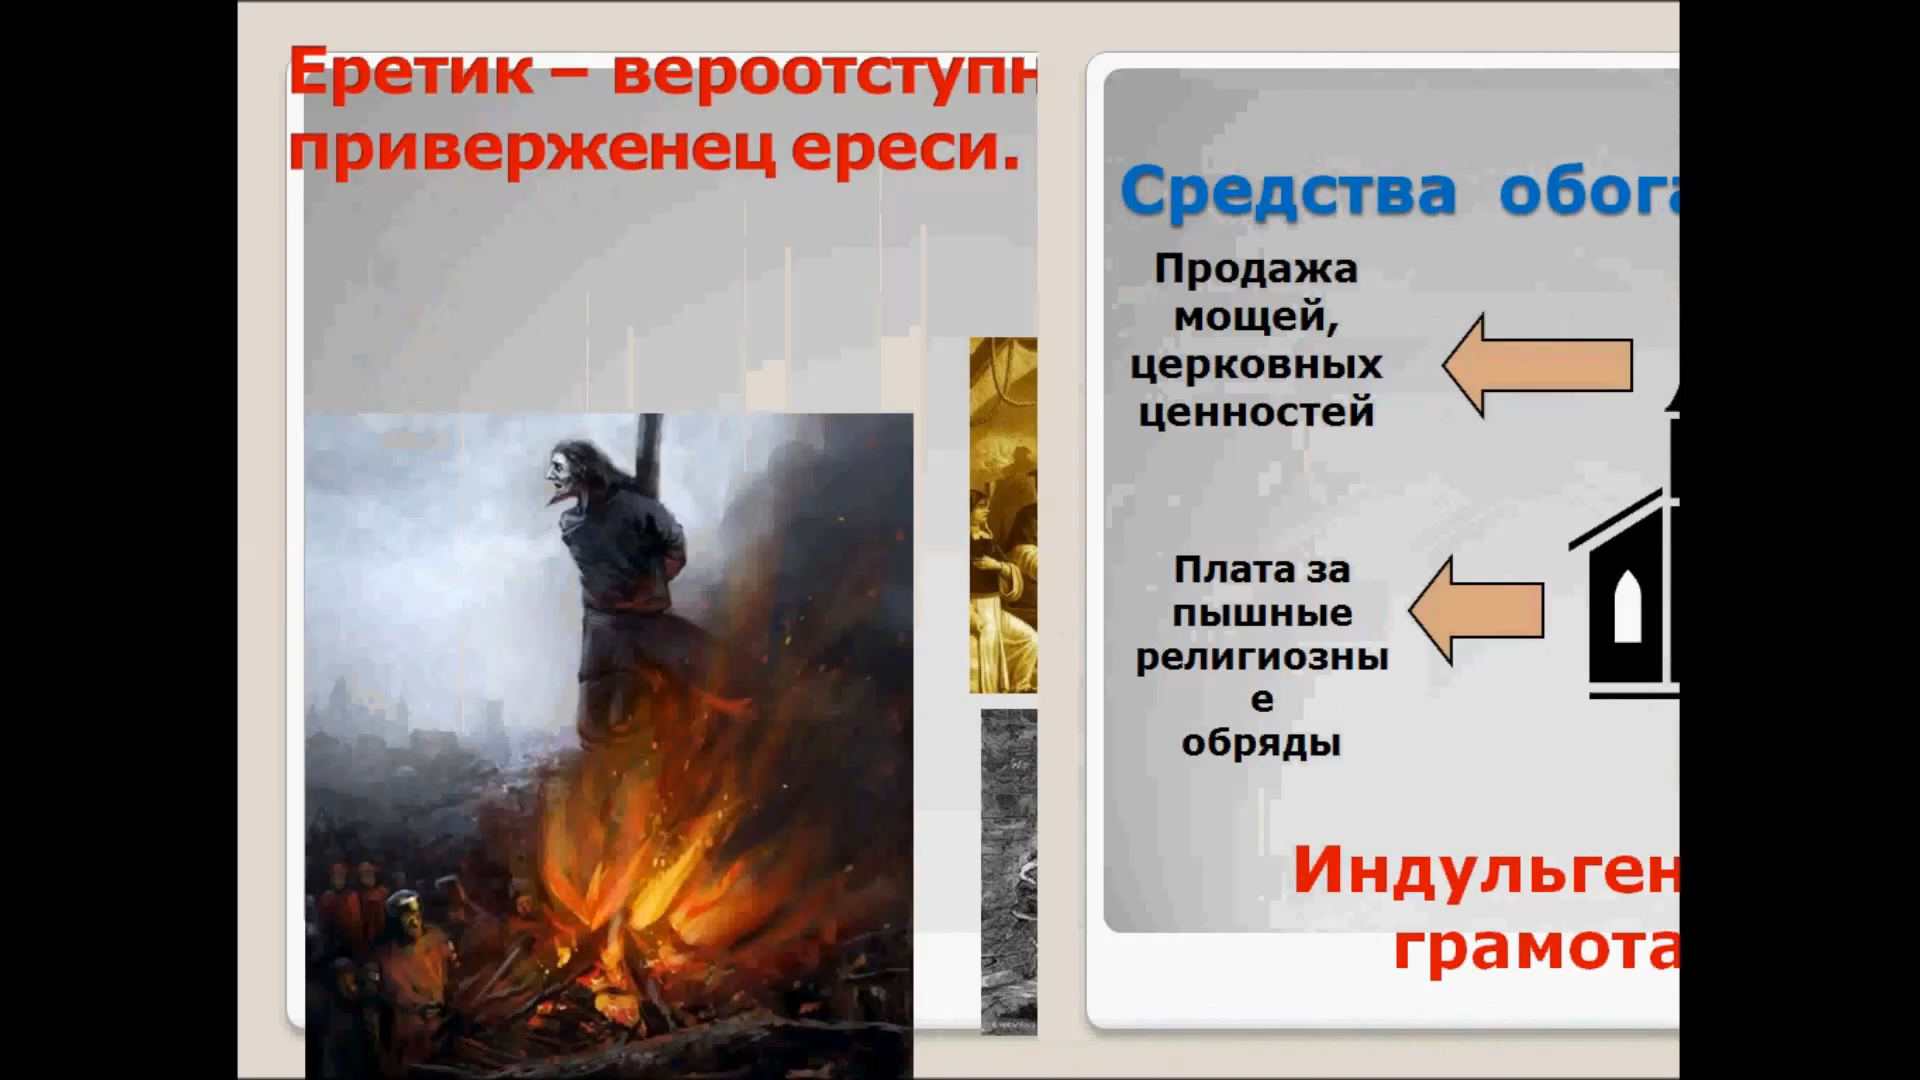 Еретик – вероотступн
приверженец ереси.
Средства обога
Продажа
мощей,
церковных
ценностей
Плата за
пышные
религиозны
е
обряды
Индульген
грамота